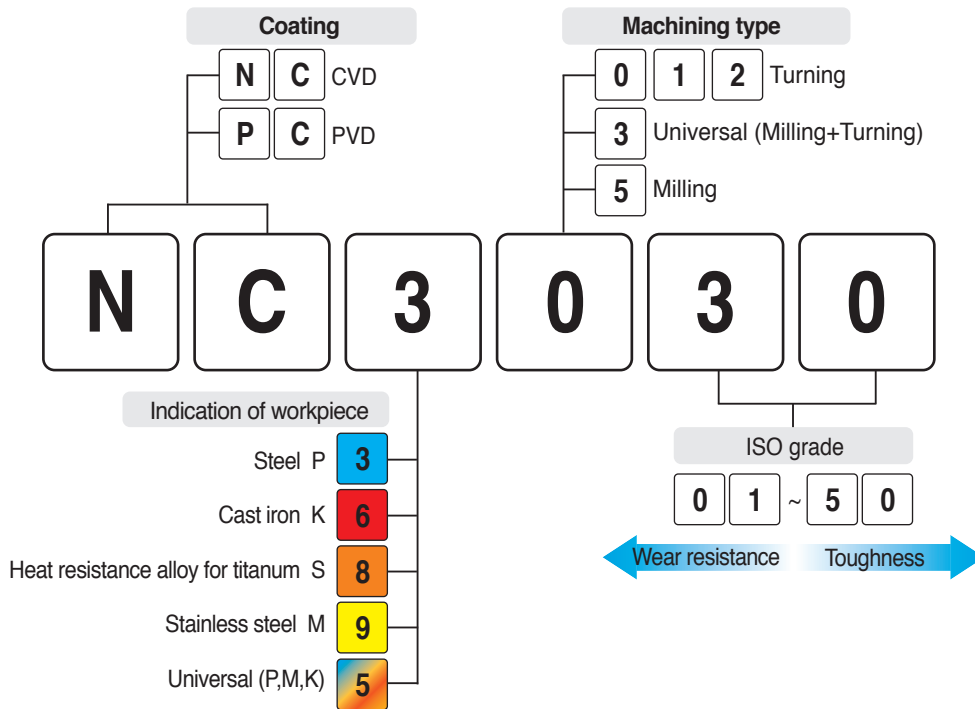 Coating
N C CVD
P C PVD
Machining type
0 1 2 Turning
3 Universal (Milling+Turning)
5 Milling
N C 3 0 3 0
Indication of workpiece
Steel P 3
Cast iron K 6
Heat resistance alloy for titanum S 8
Stainless steel M 9
Universal (P,M,K) 5
ISO grade
0 1 ~ 5 0
Wear resistance Toughness